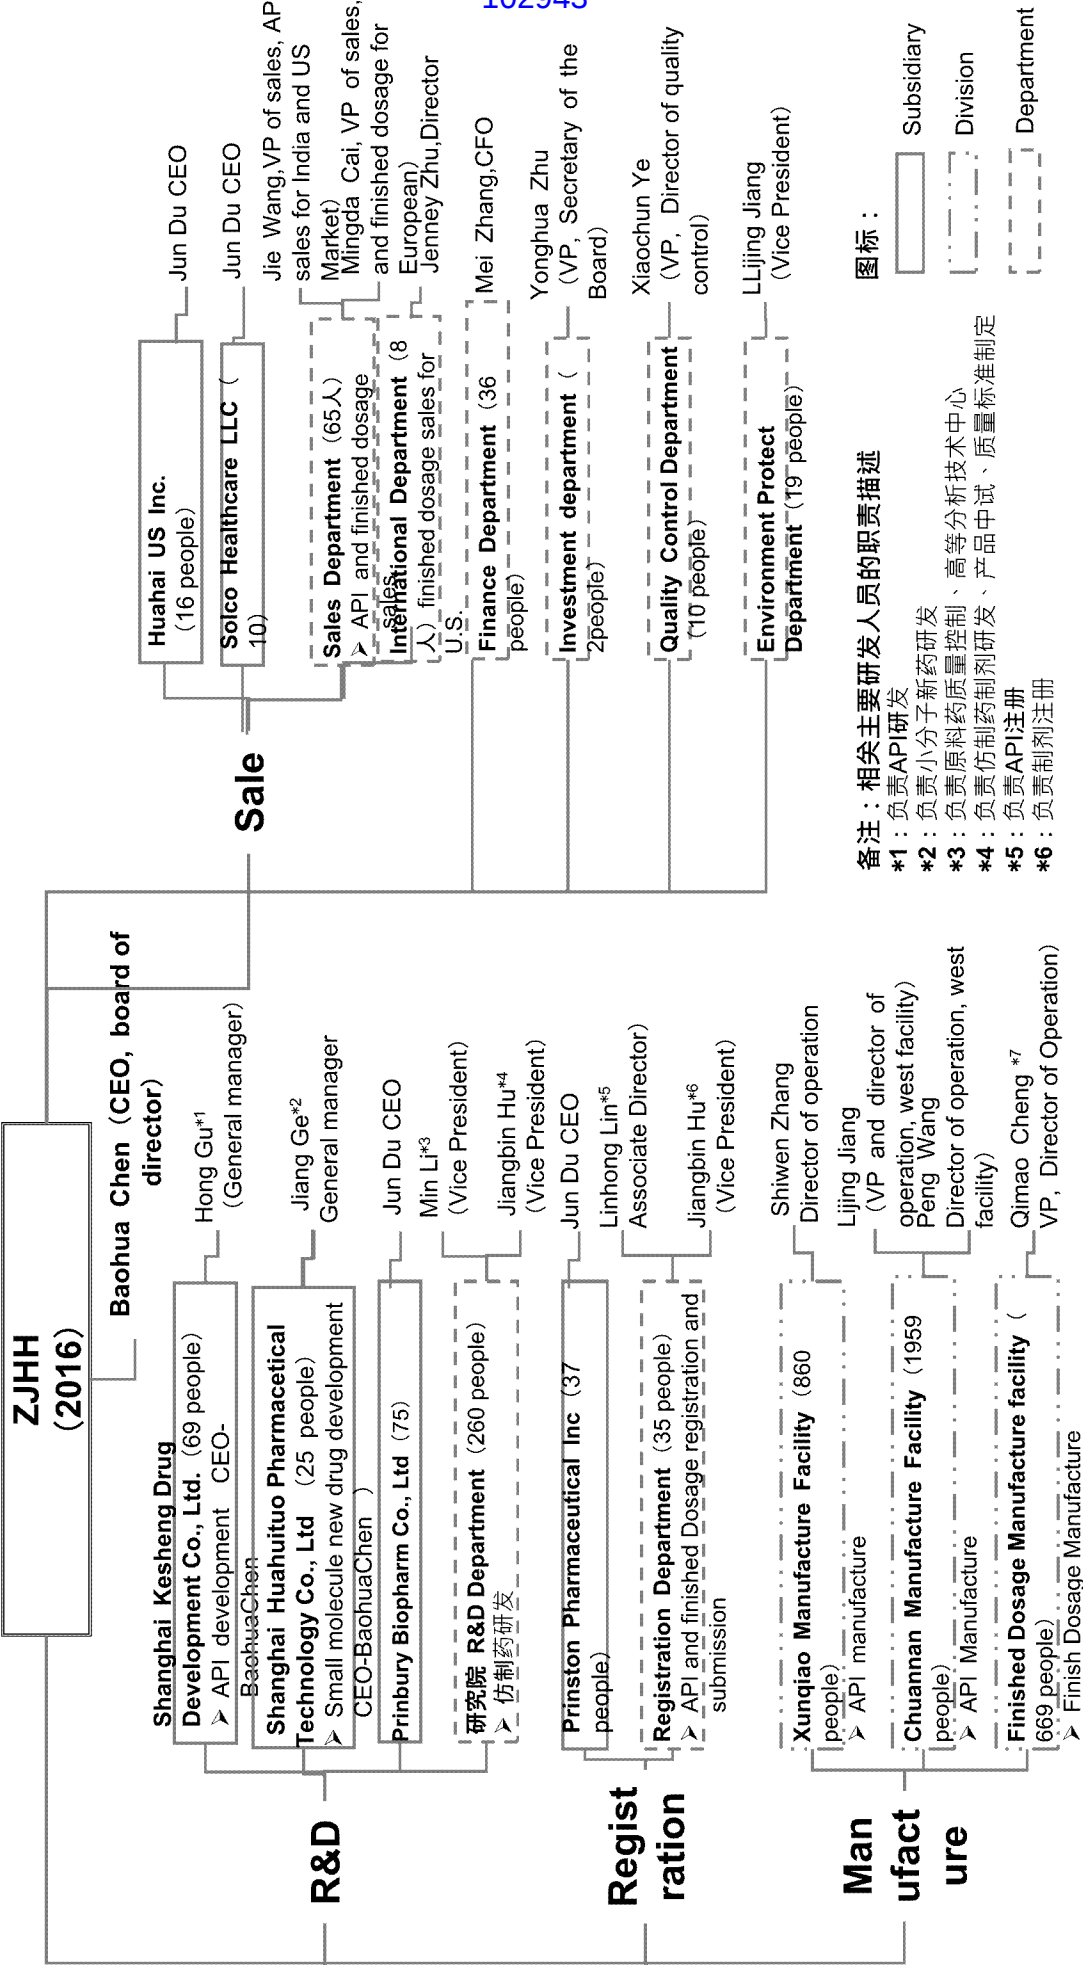 102943
ZJHH
（2016）
Baohua Chen（CEO, board of
director）
R&D
Shanghai Kesheng Drug
Development Co., Ltd.（69 people）
➢ API development CEO-
BaohuaChen
Hong Gu*1
（General manager）
Shanghai Huahuituo Pharmacetical
Technology Co., Ltd （25 people）
➢ Small molecule new drug development
CEO-BaohuaChen ）
Jiang Ge*2
General manager
Prinbury Biopharm Co., Ltd（75）
Jun Du CEO
研究院 R&D Department（260 people）
➢ 仿制药研发
Min Li*3
（Vice President）
Jiangbin Hu*4
（Vice President）
Regist
ration
Prinston Pharmaceutical Inc（37
people）
Jun Du CEO
Registration Department（35 people）
➢ API and finished Dosage registration and
submission
Linhong Lin*5
Associate Director）
Jiangbin Hu*6
（Vice President）
Man
ufact
ure
Xunqiao Manufacture Facility（860
people）
➢ API manufacture
Shiwen Zhang
Director of operation
Chuannan Manufacture Facility（1959
people）
➢ API Manufacture
Lijing Jiang
（VP and director of
operation, west facility）
Peng Wang
Director of operation, west
facility）
Finished Dosage Manufacture facility（
669 people）
➢ Finish Dosage Manufacture
Qimao Cheng *7
VP, Director of Operation）
Sale
Huahai US Inc.
（16 people）
Jun Du CEO
Solco Healthcare LLC（
10）
Jun Du CEO
Sales Department（65人）
➢ API and finished dosage
sales
Jie Wang,VP of sales, AP
sales for India and US
Market）
Mingda Cai, VP of sales,
and finished dosage for
European）
International Department（8
人）finished dosage sales for
U.S.
Jenney Zhu,Director
Finance Department（36
people）
Mei Zhang,CFO
Investment department（
2people）
Yonghua Zhu
（VP, Secretary of the
Board）
Quality Control Department
（10 people）
Xiaochun Ye
（VP, Director of quality
control）
Environment Protect
Department（19 people）
LLijing Jiang
（Vice President）
备注：相关主要研发人员的职责描述
*1：负责API研发
*2：负责小分子新药研发
*3：负责原料药质量控制、高等分析技术中心
*4：负责仿制药制剂研发、产品中试、质量标准制定
*5：负责API注册
*6：负责制剂注册
图标：
Subsidiary
Division
Department